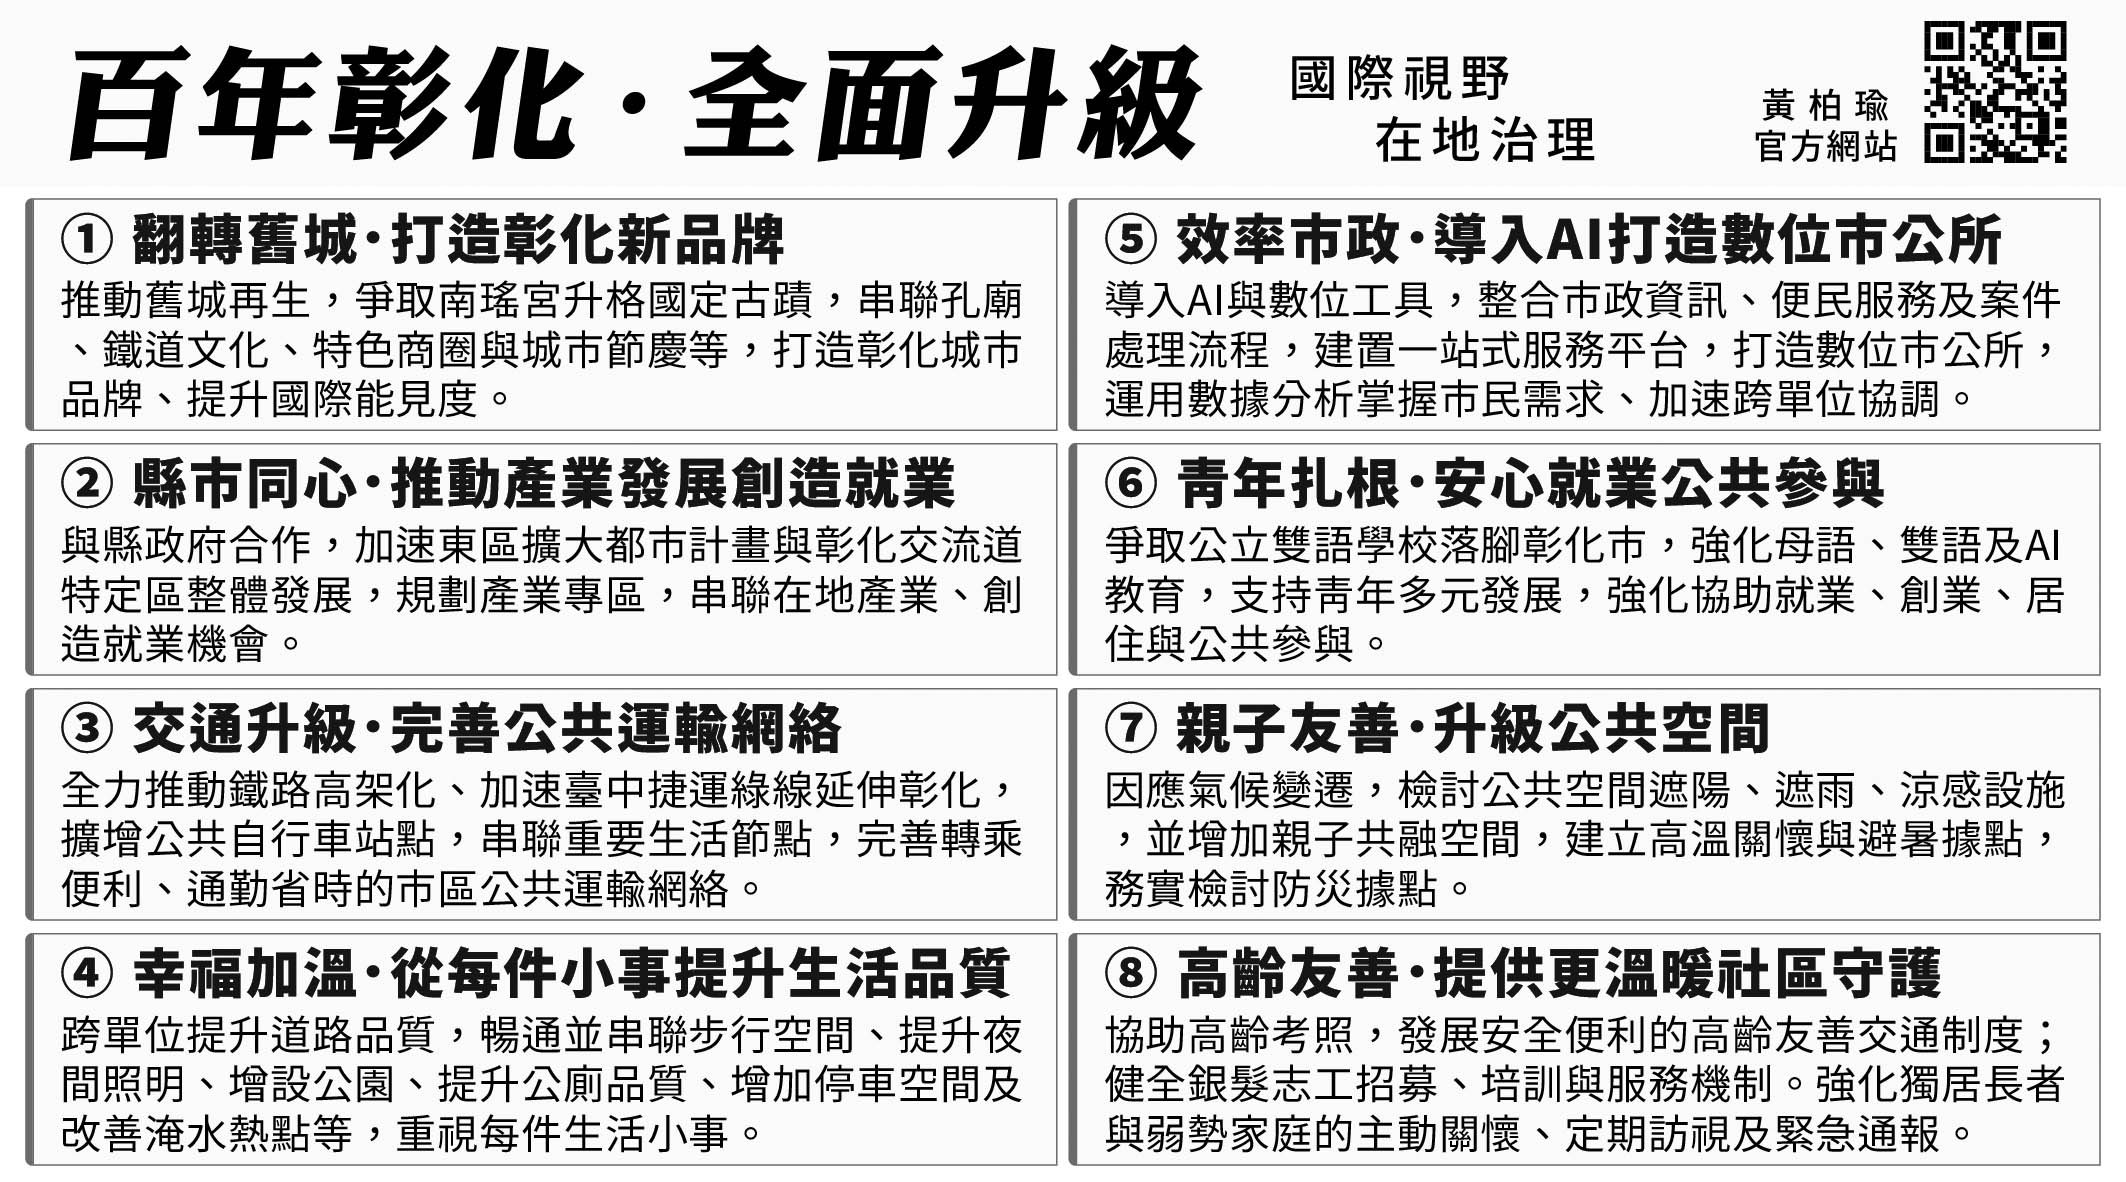 百年彰化·全面升級
國際視野
在地治理
黃柏瑜
官方網站
① 翻轉舊城·打造彰化新品牌
推動舊城再生，爭取南瑤宮升格國定古蹟，串聯孔廟
、鐵道文化、特色商圈與城市節慶等，打造彰化城市
品牌、提升國際能見度。
② 縣市同心·推動產業發展創造就業
與縣政府合作，加速東區擴大都市計畫與彰化交流道
特定區整體發展，規劃產業專區，串聯在地產業、創
造就業機會。
③ 交通升級·完善公共運輸網絡
全力推動鐵路高架化、加速臺中捷運綠線延伸彰化，
擴增公共自行車站點，串聯重要生活節點，完善轉乘
便利、通勤省時的市區公共運輸網絡。
④ 幸福加溫·從每件小事提升生活品質
跨單位提升道路品質，暢通並串聯步行空間、提升夜
間照明、增設公園、提升公廁品質、增加停車空間及
改善淹水熱點等，重視每件生活小事。
⑤ 效率市政·導入AI打造數位市公所
導入AI與數位工具，整合市政資訊、便民服務及案件
處理流程，建置一站式服務平台，打造數位市公所，
運用數據分析掌握市民需求、加速跨單位協調。
⑥ 青年扎根·安心就業公共參與
爭取公立雙語學校落腳彰化市，強化母語、雙語及AI
教育，支持青年多元發展，強化協助就業、創業、居
住與公共參與。
⑦ 親子友善·升級公共空間
因應氣候變遷，檢討公共空間遮陽、遮雨、涼感設施
，並增加親子共融空間，建立高溫關懷與避暑據點，
務實檢討防災據點。
⑧ 高齡友善·提供更溫暖社區守護
協助高齡考照，發展安全便利的高齡友善交通制度；
健全銀髮志工招募、培訓與服務機制。強化獨居長者
與弱勢家庭的主動關懷、定期訪視及緊急通報。